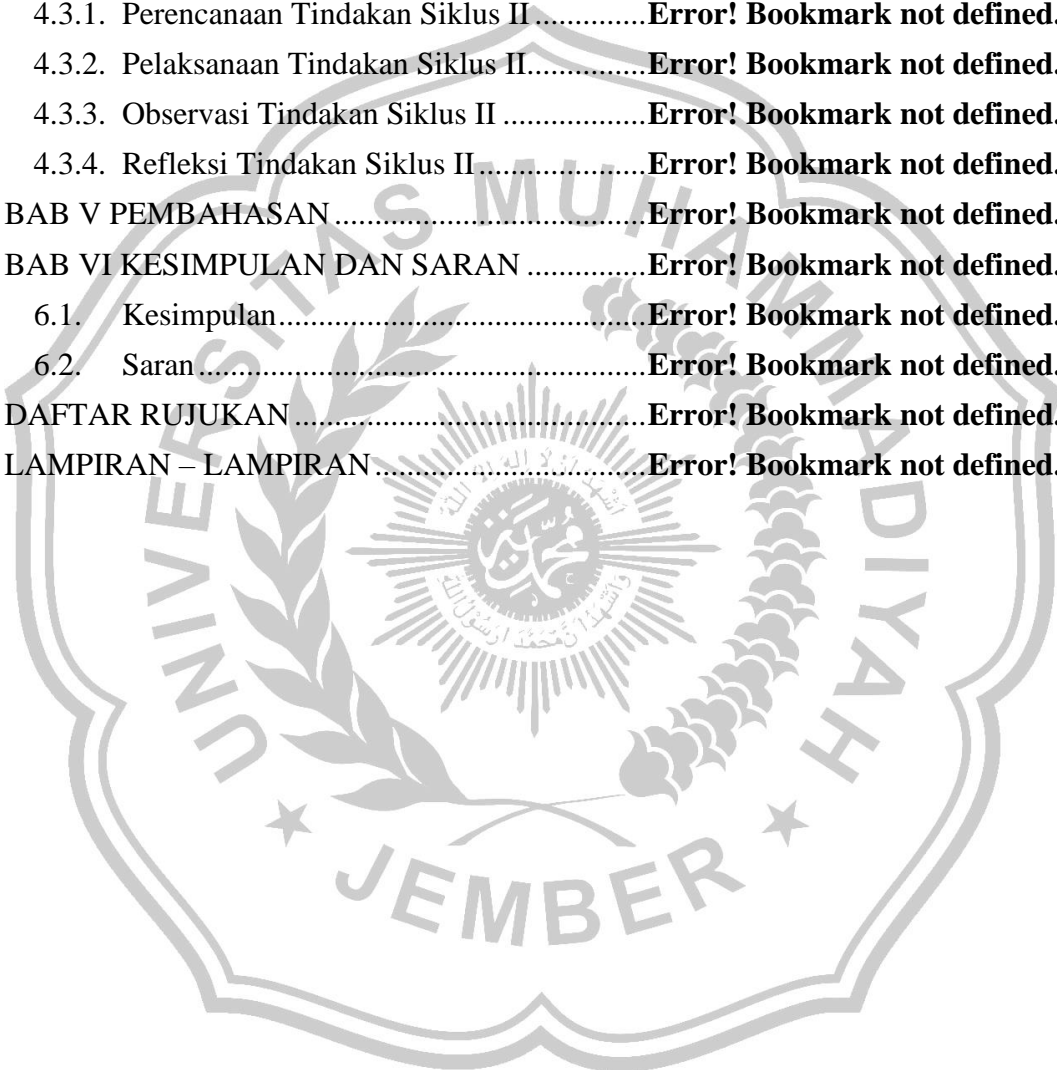 4.3.1. Perencanaan Tindakan Siklus II..............Error! Bookmark not defined.
4.3.2. Pelaksanaan Tindakan Siklus II...............Error! Bookmark not defined.
4.3.3. Observasi Tindakan Siklus II ..................Error! Bookmark not defined.
4.3.4. Refleksi Tindakan Siklus II.....................Error! Bookmark not defined.
BAB V PEMBAHASAN.......................................Error! Bookmark not defined.
BAB VI KESIMPULAN DAN SARAN ...............Error! Bookmark not defined.
6.1. Kesimpulan..............................................Error! Bookmark not defined.
6.2. Saran........................................................Error! Bookmark not defined.
DAFTAR RUJUKAN............................................Error! Bookmark not defined.
LAMPIRAN – LAMPIRAN..................................Error! Bookmark not defined.
UNIVERSITAS MUHAMMADIYAH
JEMBER